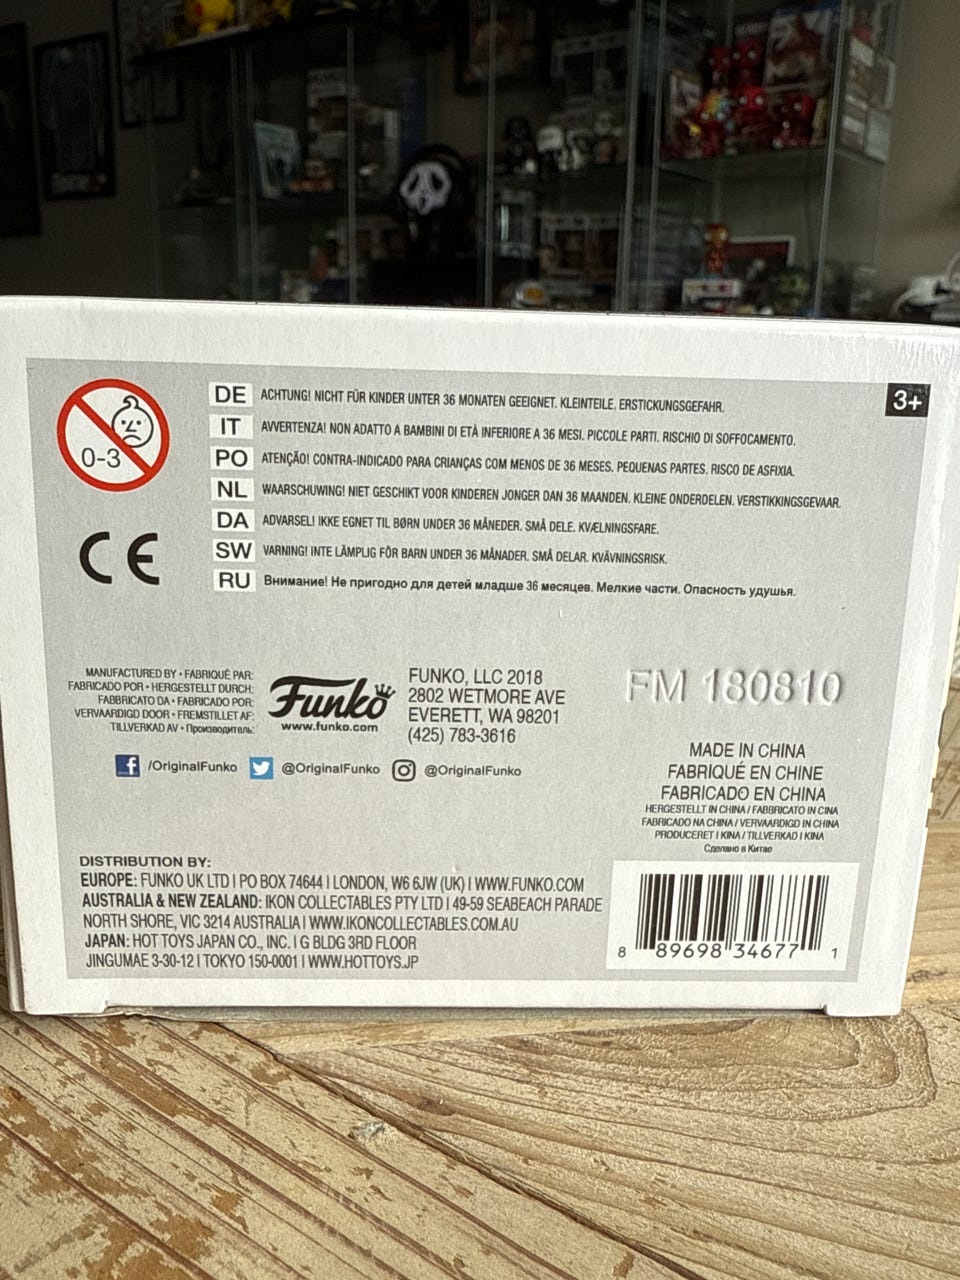 3+
0-3
DE ACHTUNG! NICHT FÜR KINDER UNTER 36 MONATEN GEEIGNET. KLEINTEILE. ERSTICKUNGSGEFAHR.
IT AVVERTENZA! NON ADATTO A BAMBINI DI ETÀ INFERIORE A 36 MESI. PICCOLE PARTI. RISCHIO DI SOFFOCAMENTO.
PO ATENÇÃO! CONTRA-INDICADO PARA CRIANÇAS COM MENOS DE 36 MESES. PEQUENAS PARTES. RISCO DE ASFIXIA.
NL WAARSCHUWING! NIET GESCHIKT VOOR KINDEREN JONGER DAN 36 MAANDEN. KLEINE ONDERDELEN. VERSTIKKINGSGEVAAR.
DA ADVARSEL! IKKE EGNET TIL BØRN UNDER 36 MÅNEDER. SMÅ DELE. KVÆLNINGSFARE.
SW VARNING! INTE LÄMPLIG FÖR BARN UNDER 36 MÅNADER. SMÅ DELAR. KVÄVNINGSRISK.
RU Внимание! Не пригодно для детей младше 36 месяцев. Мелкие части. Опасность удушья.
CE
MANUFACTURED BY • FABRIQUÉ PAR:
FABRICADO POR • HERGESTELLT DURCH:
FABBRICATO DA • FABRICADO POR:
VERVAARDIGD DOOR • FREMSTILLET AF:
TILLVERKAD AV • Производитель:
Funko
www.funko.com
FUNKO, LLC 2018
2802 WETMORE AVE
EVERETT, WA 98201
(425) 783-3616
FM 180810
/OriginalFunko @OriginalFunko @OriginalFunko
MADE IN CHINA
FABRIQUÉ EN CHINE
FABRICADO EN CHINA
HERGESTELLT IN CHINA / FABBRICATO IN CINA
FABRICADO NA CHINA / VERVAARDIGD IN CHINA
PRODUCERET I KINA / TILLVERKAD I KINA
Сделано в Китае
DISTRIBUTION BY:
EUROPE: FUNKO UK LTD I PO BOX 74644 I LONDON, W6 6JW (UK) I WWW.FUNKO.COM
AUSTRALIA & NEW ZEALAND: IKON COLLECTABLES PTY LTD I 49-59 SEABEACH PARADE
NORTH SHORE, VIC 3214 AUSTRALIA I WWW.IKONCOLLECTABLES.COM.AU
JAPAN: HOT TOYS JAPAN CO., INC. I G BLDG 3RD FLOOR
JINGUMAE 3-30-12 I TOKYO 150-0001 I WWW.HOTTOYS.JP
8 89698 34677 1